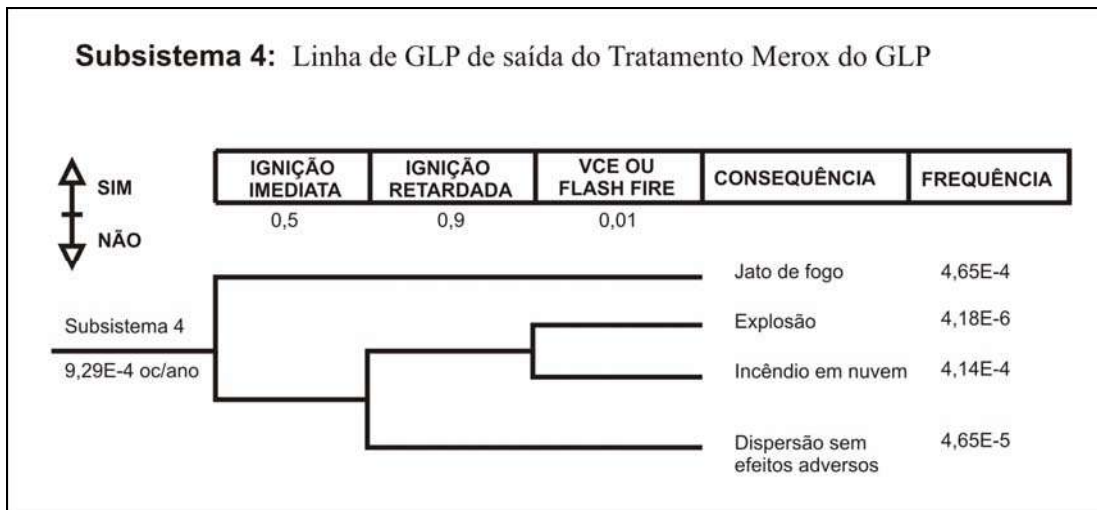 Subsistema 4: Linha de GLP de saída do Tratamento Merox do GLP
SIM
NÃO
IGNIÇÃO
IMEDIATA
IGNIÇÃO
RETARDADA
VCE OU
FLASH FIRE
CONSEQUÊNCIA
FREQUÊNCIA
0,5
0,9
0,01
Jato de fogo
4,65E-4
Subsistema 4
9,29E-4 oc/ano
Explosão
4,18E-6
Incêndio em nuvem
4,14E-4
Dispersão sem
efeitos adversos
4,65E-5